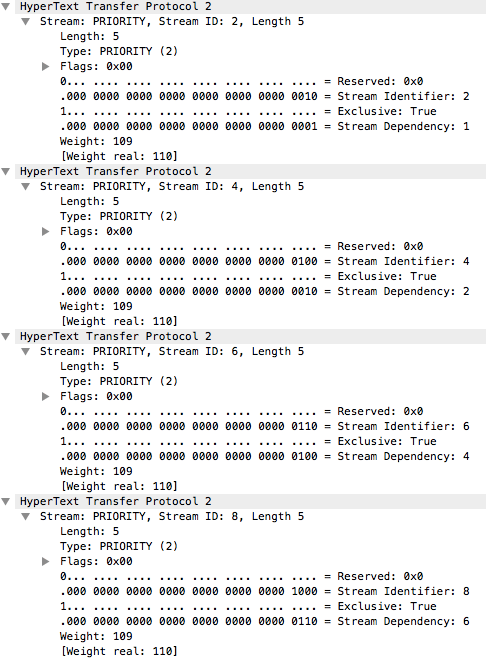 HyperText Transfer Protocol 2
Stream: PRIORITY, Stream ID: 2, Length 5
Length: 5
Type: PRIORITY (2)
Flags: 0x00
0... .... .... .... .... .... .... .... = Reserved: 0x0
.000 0000 0000 0000 0000 0000 0000 0010 = Stream Identifier: 2
1... .... .... .... .... .... .... .... = Exclusive: True
.000 0000 0000 0000 0000 0000 0000 0001 = Stream Dependency: 1
Weight: 109
[Weight real: 110]
HyperText Transfer Protocol 2
Stream: PRIORITY, Stream ID: 4, Length 5
Length: 5
Type: PRIORITY (2)
Flags: 0x00
0... .... .... .... .... .... .... .... = Reserved: 0x0
.000 0000 0000 0000 0000 0000 0000 0100 = Stream Identifier: 4
1... .... .... .... .... .... .... .... = Exclusive: True
.000 0000 0000 0000 0000 0000 0000 0010 = Stream Dependency: 2
Weight: 109
[Weight real: 110]
HyperText Transfer Protocol 2
Stream: PRIORITY, Stream ID: 6, Length 5
Length: 5
Type: PRIORITY (2)
Flags: 0x00
0... .... .... .... .... .... .... .... = Reserved: 0x0
.000 0000 0000 0000 0000 0000 0000 0110 = Stream Identifier: 6
1... .... .... .... .... .... .... .... = Exclusive: True
.000 0000 0000 0000 0000 0000 0000 0100 = Stream Dependency: 4
Weight: 109
[Weight real: 110]
HyperText Transfer Protocol 2
Stream: PRIORITY, Stream ID: 8, Length 5
Length: 5
Type: PRIORITY (2)
Flags: 0x00
0... .... .... .... .... .... .... .... = Reserved: 0x0
.000 0000 0000 0000 0000 0000 0000 1000 = Stream Identifier: 8
1... .... .... .... .... .... .... .... = Exclusive: True
.000 0000 0000 0000 0000 0000 0000 0110 = Stream Dependency: 6
Weight: 109
[Weight real: 110]